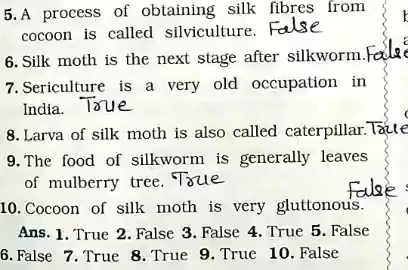 5. A process of obtaining silk fibres from
cocoon is called silviculture. False
6. Silk moth is the next stage after silkworm. False
7. Sericulture is a very old occupation in
India. True
8. Larva of silk moth is also called caterpillar. True
9. The food of silkworm is generally leaves
of mulberry tree. True
False
10. Cocoon of silk moth is very gluttonous.
Ans. 1. True 2. False 3. False 4. True 5. False
6. False 7. True 8. True 9. True 10. False